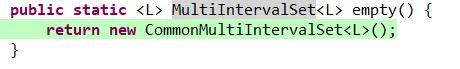 public static <L> MultiIntervalSet<L> empty() {
    return new CommonMultiIntervalSet<L>();
}